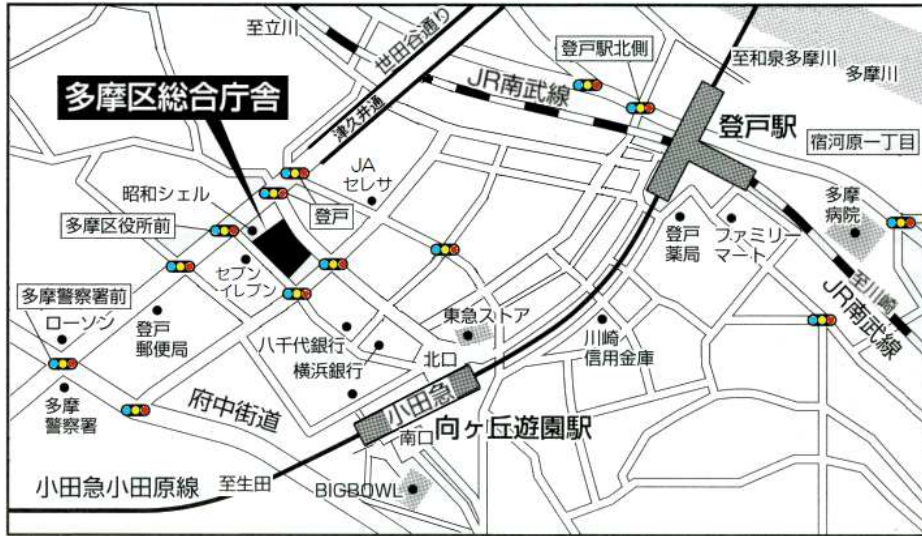 至立川
世田谷通り
登戸駅北側
至和泉多摩川
多摩川
多摩区総合庁舎
JR南武線
津久井通
登戸駅
宿河原一丁目
JA
セレサ
昭和シェル
登戸
多摩区役所前
多摩
病院
登戸
薬局
ファミリー
マート
セブン
イレブン
多摩警察署前
ローソン
登戸
郵便局
東急ストア
至川崎
JR南武線
川崎
信用金庫
八千代銀行
横浜銀行
北口
小田急
向ヶ丘遊園駅
南口
多摩
警察署
府中街道
小田急小田原線
至生田
BIGBOWL